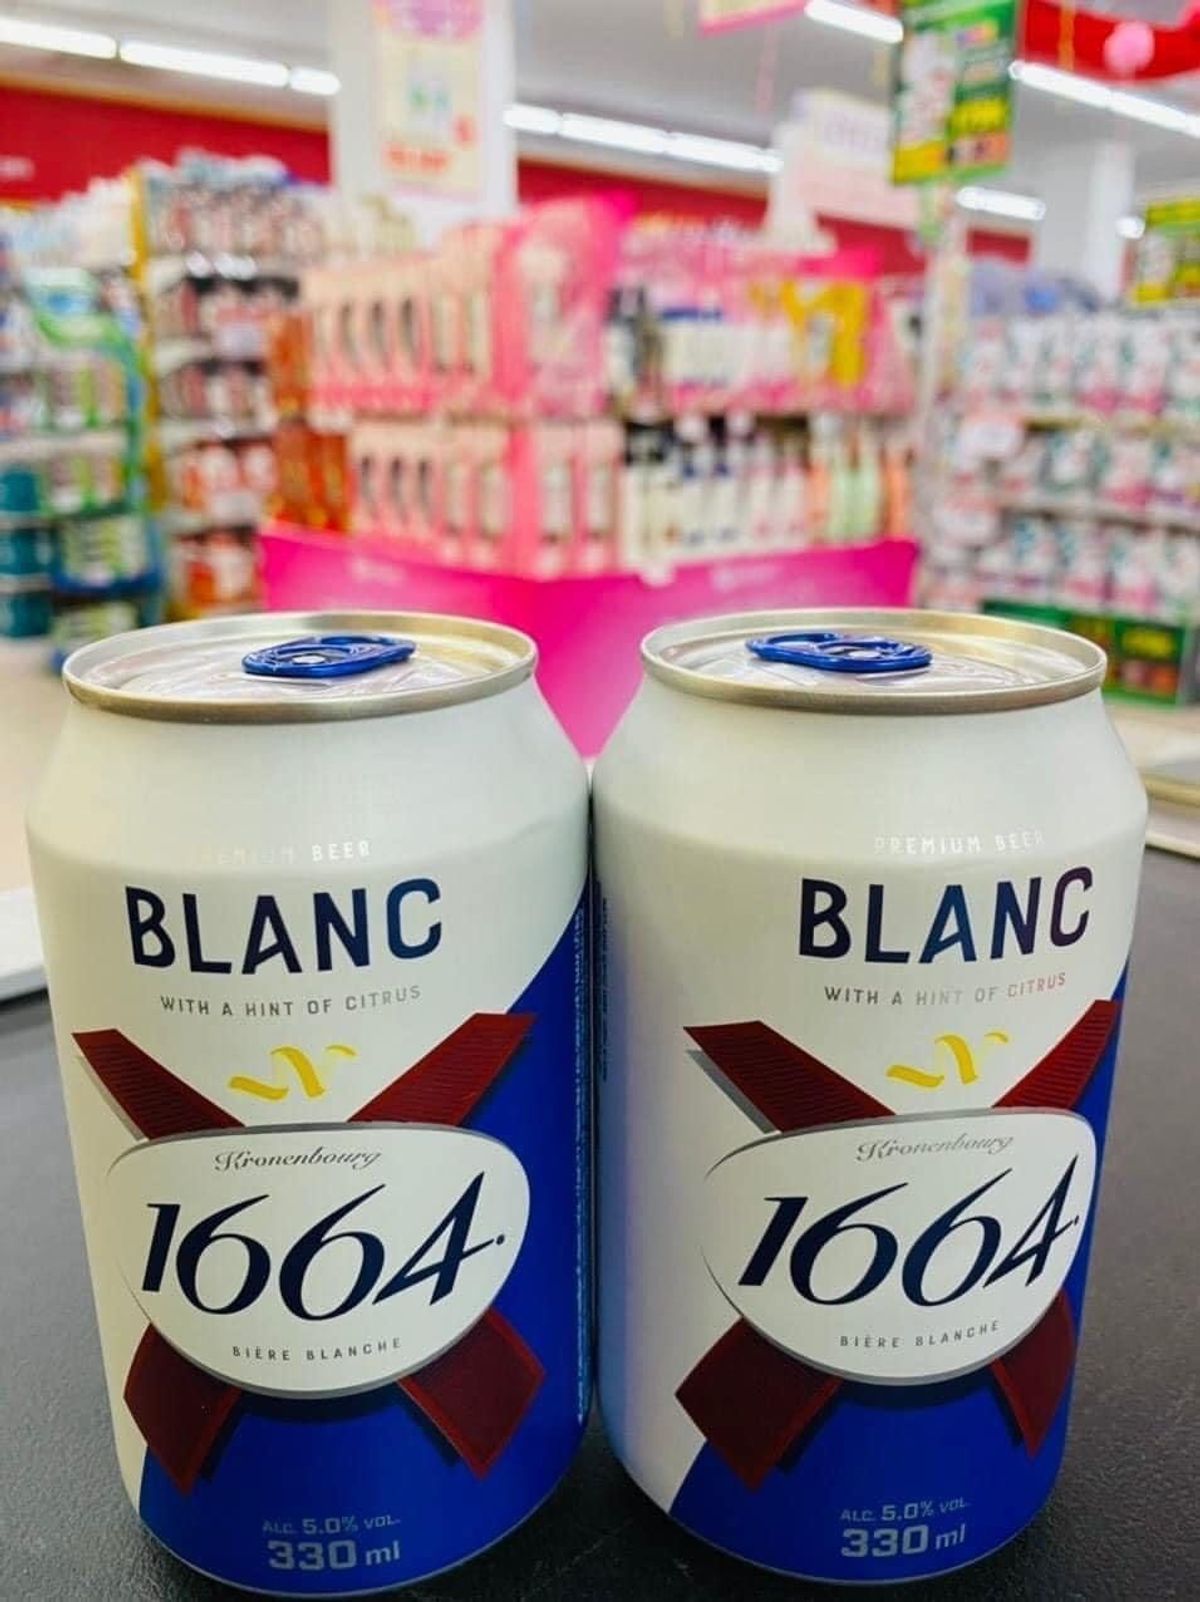 BEER
BLANC
WITH A HINT OF CITRUS
Kronenbourg
1664
BIÈRE BLANCHE
ALC. 5.0% VOL.
330 ml
PREMIUM BEER
BLANC
WITH A HINT OF CITRUS
Kronenbourg
1664
BIÈRE BLANCHE
ALC. 5.0% VOL.
330 ml